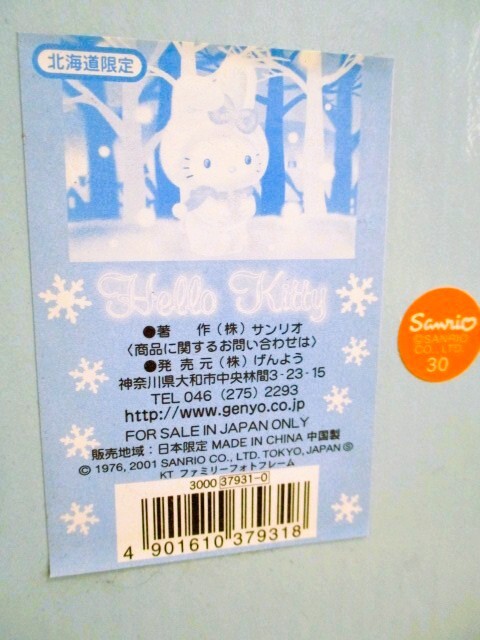 北海道限定
Hello Kitty
●著　作(株)サンリオ
〈商品に関するお問い合わせは〉
●発売元(株)げんよう
神奈川県大和市中央林間3-23-15
TEL 046(275)2293
http://www.genyo.co.jp
FOR SALE IN JAPAN ONLY
販売地域：日本限定 MADE IN CHINA 中国製
© 1976, 2001 SANRIO CO., LTD. TOKYO, JAPAN Ⓢ
KT ファミリーフォトフレーム
3000 37931-0
4 901610 379318
Sanrio
©SANRIO
CO., LTD.
30